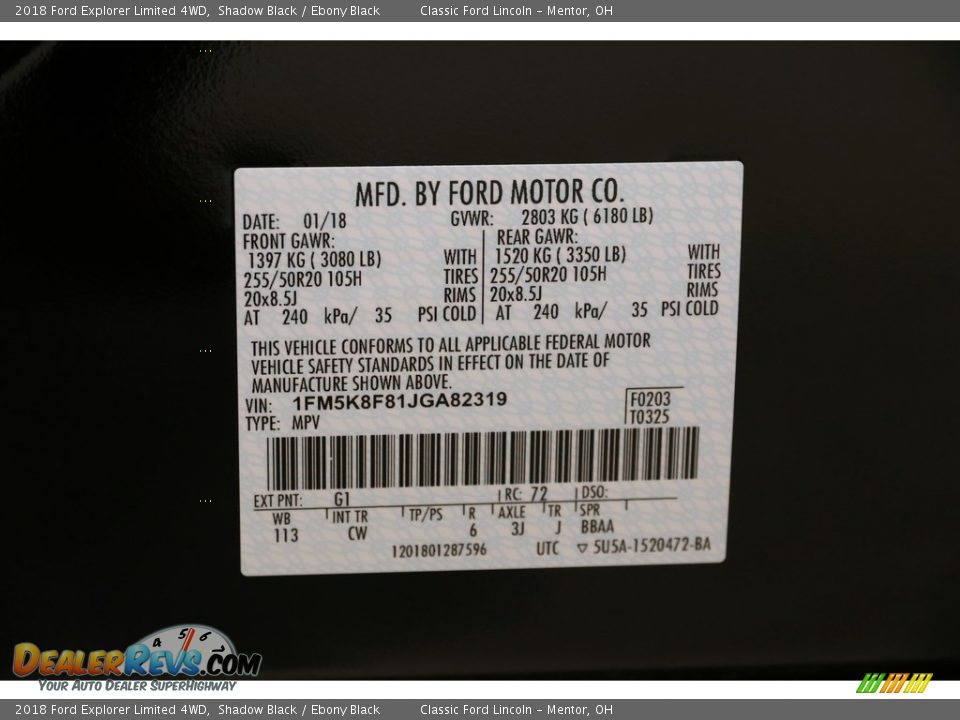 2018 Ford Explorer Limited 4WD, Shadow Black / Ebony Black Classic Ford Lincoln - Mentor, OH
MFD. BY FORD MOTOR CO.
DATE: 01/18 GVWR: 2803 KG ( 6180 LB)
FRONT GAWR: REAR GAWR:
1397 KG ( 3080 LB) WITH 1520 KG ( 3350 LB) WITH
255/50R20 105H TIRES 255/50R20 105H TIRES
20x8.5J RIMS 20x8.5J RIMS
AT 240 kPa/ 35 PSI COLD AT 240 kPa/ 35 PSI COLD
THIS VEHICLE CONFORMS TO ALL APPLICABLE FEDERAL MOTOR
VEHICLE SAFETY STANDARDS IN EFFECT ON THE DATE OF
MANUFACTURE SHOWN ABOVE.
VIN: 1FM5K8F81JGA82319 F0203
TYPE: MPV T0325
EXT PNT: G1 RC: 72 DSO:
WB INT TR TP/PS R AXLE TR SPR
113 CW 6 3J J BBAA
1201801287596 UTC ▽ 5U5A-1520472-BA
4 5 6
DEALERREVS.COM
YOUR AUTO DEALER SUPERHIGHWAY
2018 Ford Explorer Limited 4WD, Shadow Black / Ebony Black Classic Ford Lincoln - Mentor, OH